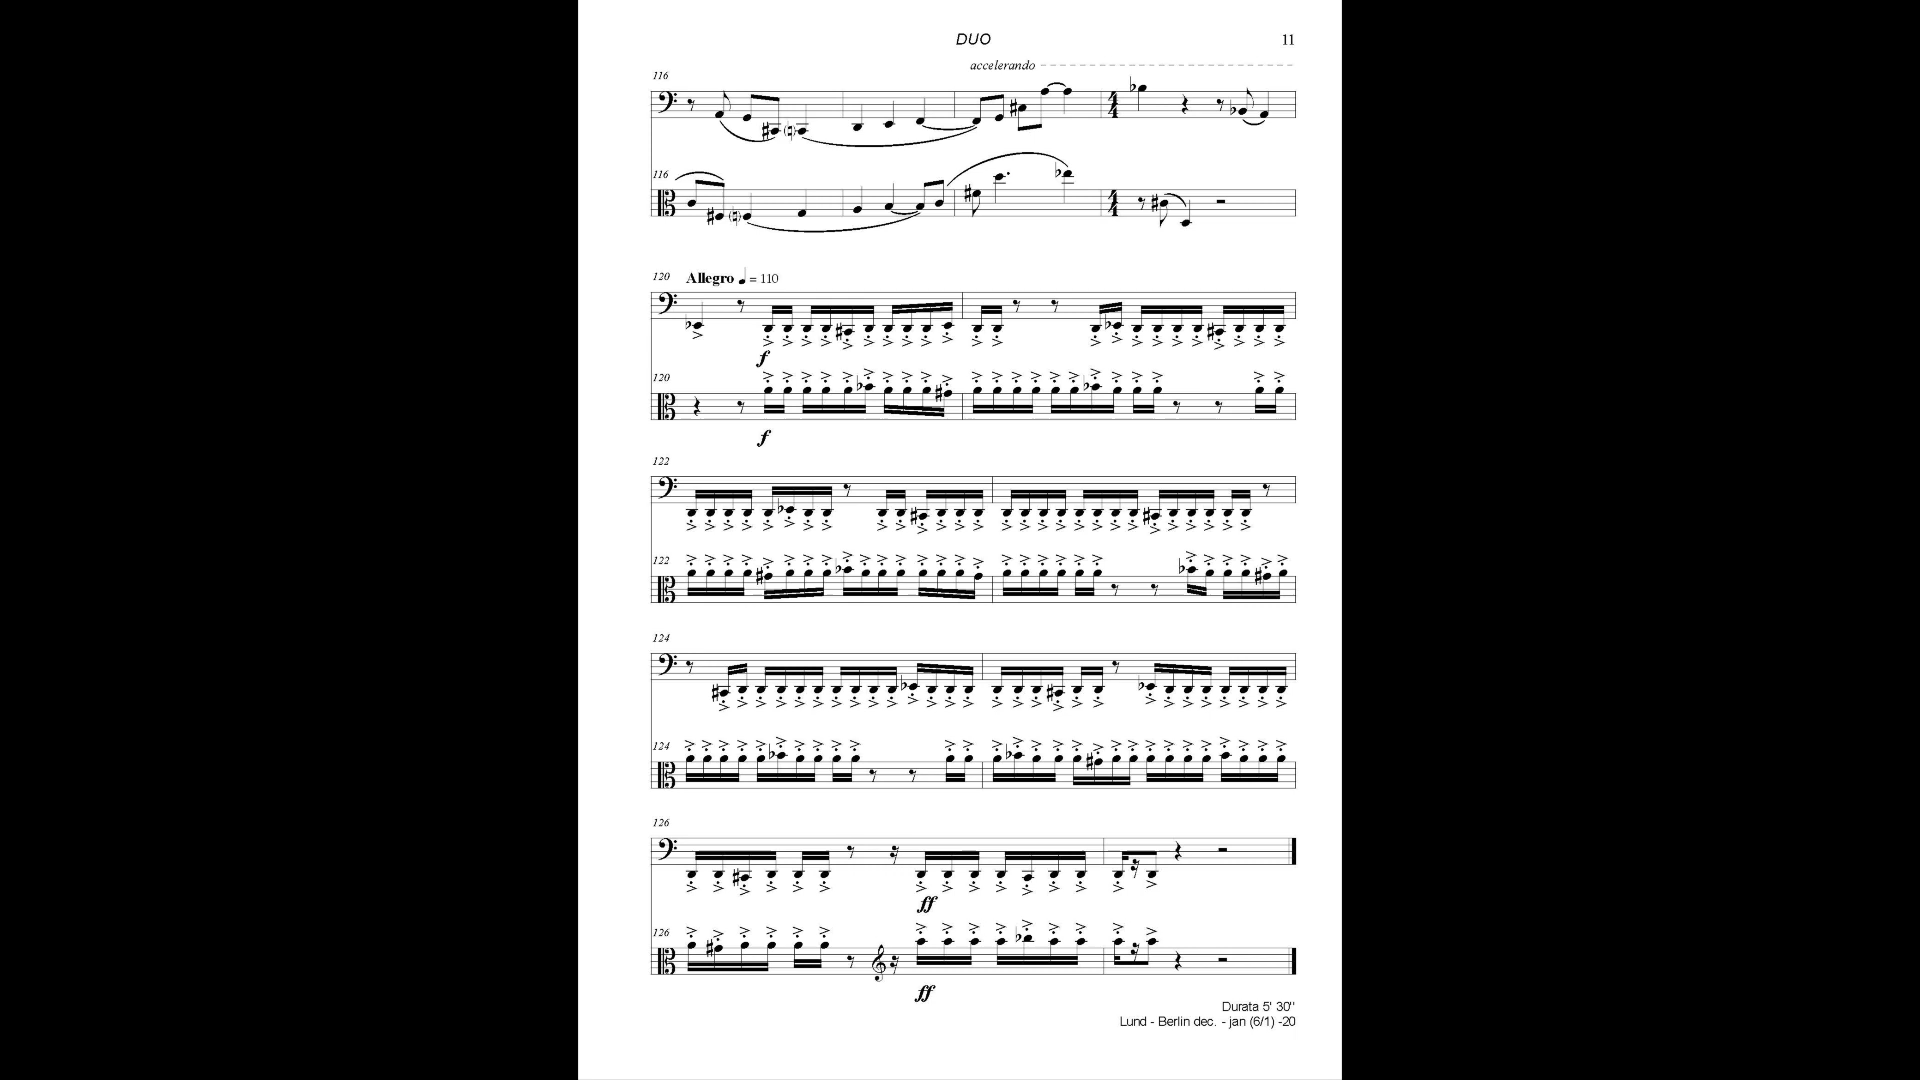 DUO 11
accelerando
116
116
120 Allegro ♩ = 110
f
120
f
122
122
124
124
126
ff
126
ff
Durata 5' 30''
Lund - Berlin dec. - jan (6/1) -20